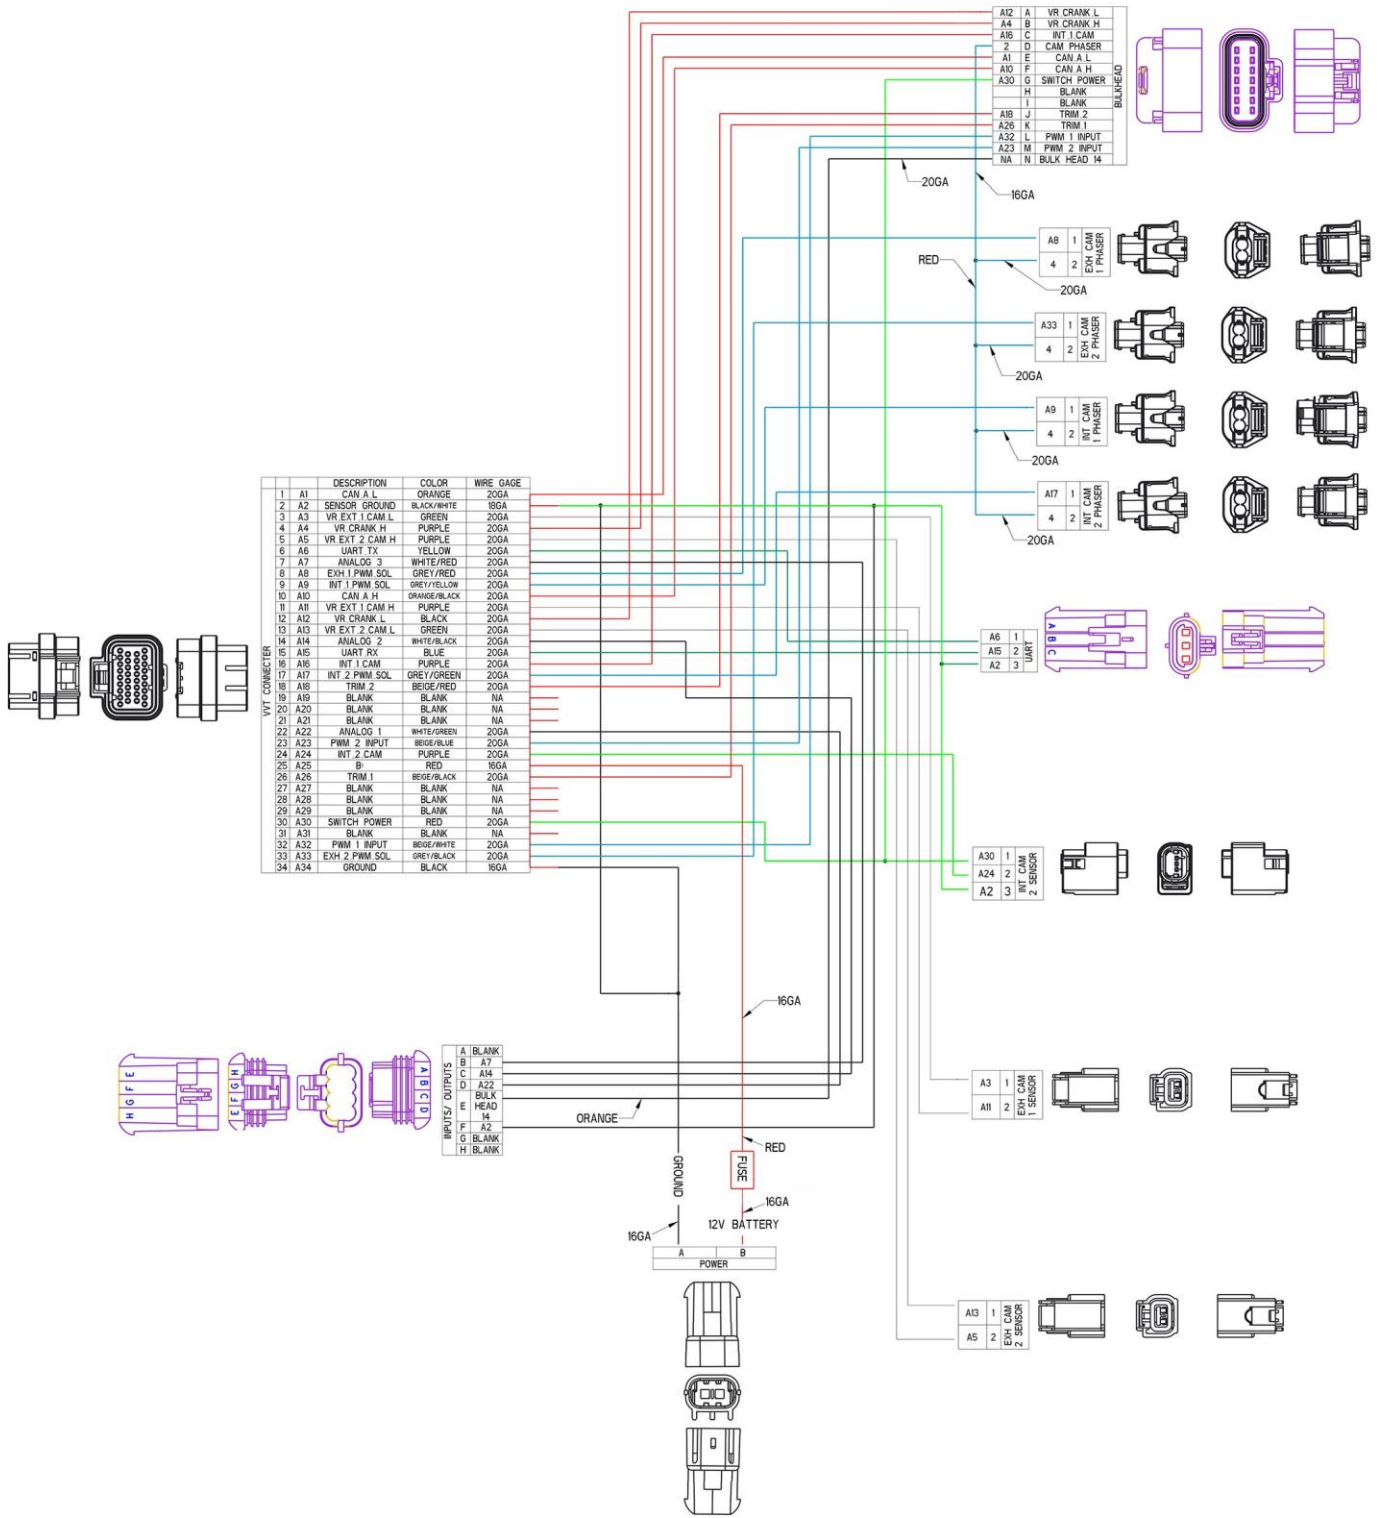 A12 A VR CRANK L
A4 B VR CRANK H
A16 C INT.1.CAM
2 D CAM PHASER
A1 E CAN.A.L
A10 F CAN.A.H
A30 G SWITCH POWER
H BLANK
I BLANK
A18 J TRIM.2
A26 K TRIM.1
A32 L PWM 1 INPUT
A23 M PWM 2 INPUT
NA N BULK HEAD 14
BULKHEAD
20GA
16GA
A8 1
4 2
EXH CAM
1 PHASER
RED
20GA
A33 1
4 2
EXH CAM
2 PHASER
20GA
A9 1
4 2
INT CAM
1 PHASER
20GA
A17 1
4 2
INT CAM
2 PHASER
20GA
VVT CONNECTER
DESCRIPTION COLOR WIRE GAGE
1 A1 CAN.A.L ORANGE 20GA
2 A2 SENSOR GROUND BLACK/WHITE 18GA
3 A3 VR.EXT.1.CAM.L GREEN 20GA
4 A4 VR.CRANK.H PURPLE 20GA
5 A5 VR.EXT.2.CAM.H PURPLE 20GA
6 A6 UART.TX YELLOW 20GA
7 A7 ANALOG 3 WHITE/RED 20GA
8 A8 EXH.1.PWM.SOL GREY/RED 20GA
9 A9 INT.1.PWM.SOL GREY/YELLOW 20GA
10 A10 CAN.A.H ORANGE/BLACK 20GA
11 A11 VR.EXT.1.CAM.H PURPLE 20GA
12 A12 VR.CRANK.L BLACK 20GA
13 A13 VR.EXT.2.CAM.L GREEN 20GA
14 A14 ANALOG 2 WHITE/BLACK 20GA
15 A15 UART.RX BLUE 20GA
16 A16 INT.1.CAM PURPLE 20GA
17 A17 INT.2.PWM.SOL GREY/GREEN 20GA
18 A18 TRIM.2 BEIGE/RED 20GA
19 A19 BLANK BLANK NA
20 A20 BLANK BLANK NA
21 A21 BLANK BLANK NA
22 A22 ANALOG 1 WHITE/GREEN 20GA
23 A23 PWM 2 INPUT BEIGE/BLUE 20GA
24 A24 INT.2.CAM PURPLE 20GA
25 A25 B+ RED 16GA
26 A26 TRIM.1 BEIGE/BLACK 20GA
27 A27 BLANK BLANK NA
28 A28 BLANK BLANK NA
29 A29 BLANK BLANK NA
30 A30 SWITCH POWER RED 20GA
31 A31 BLANK BLANK NA
32 A32 PWM 1 INPUT BEIGE/WHITE 20GA
33 A33 EXH.2.PWM.SOL GREY/BLACK 20GA
34 A34 GROUND BLACK 16GA
A6 1
A15 2
A2 3
UART
A
B
C
A30 1
A24 2
A2 3
INT CAM
2 SENSOR
16GA
E
F
G
H
H
G
F
E
A
B
C
D
INPUTS/ OUTPUTS
A BLANK
B A7
C A14
D A22
E BULK
HEAD
14
F A2
G BLANK
H BLANK
ORANGE
A3 1
A11 2
EXH CAM
1 SENSOR
RED
FUSE
GROUND
16GA
12V BATTERY
16GA
A B
POWER
A13 1
A5 2
EXH CAM
2 SENSOR